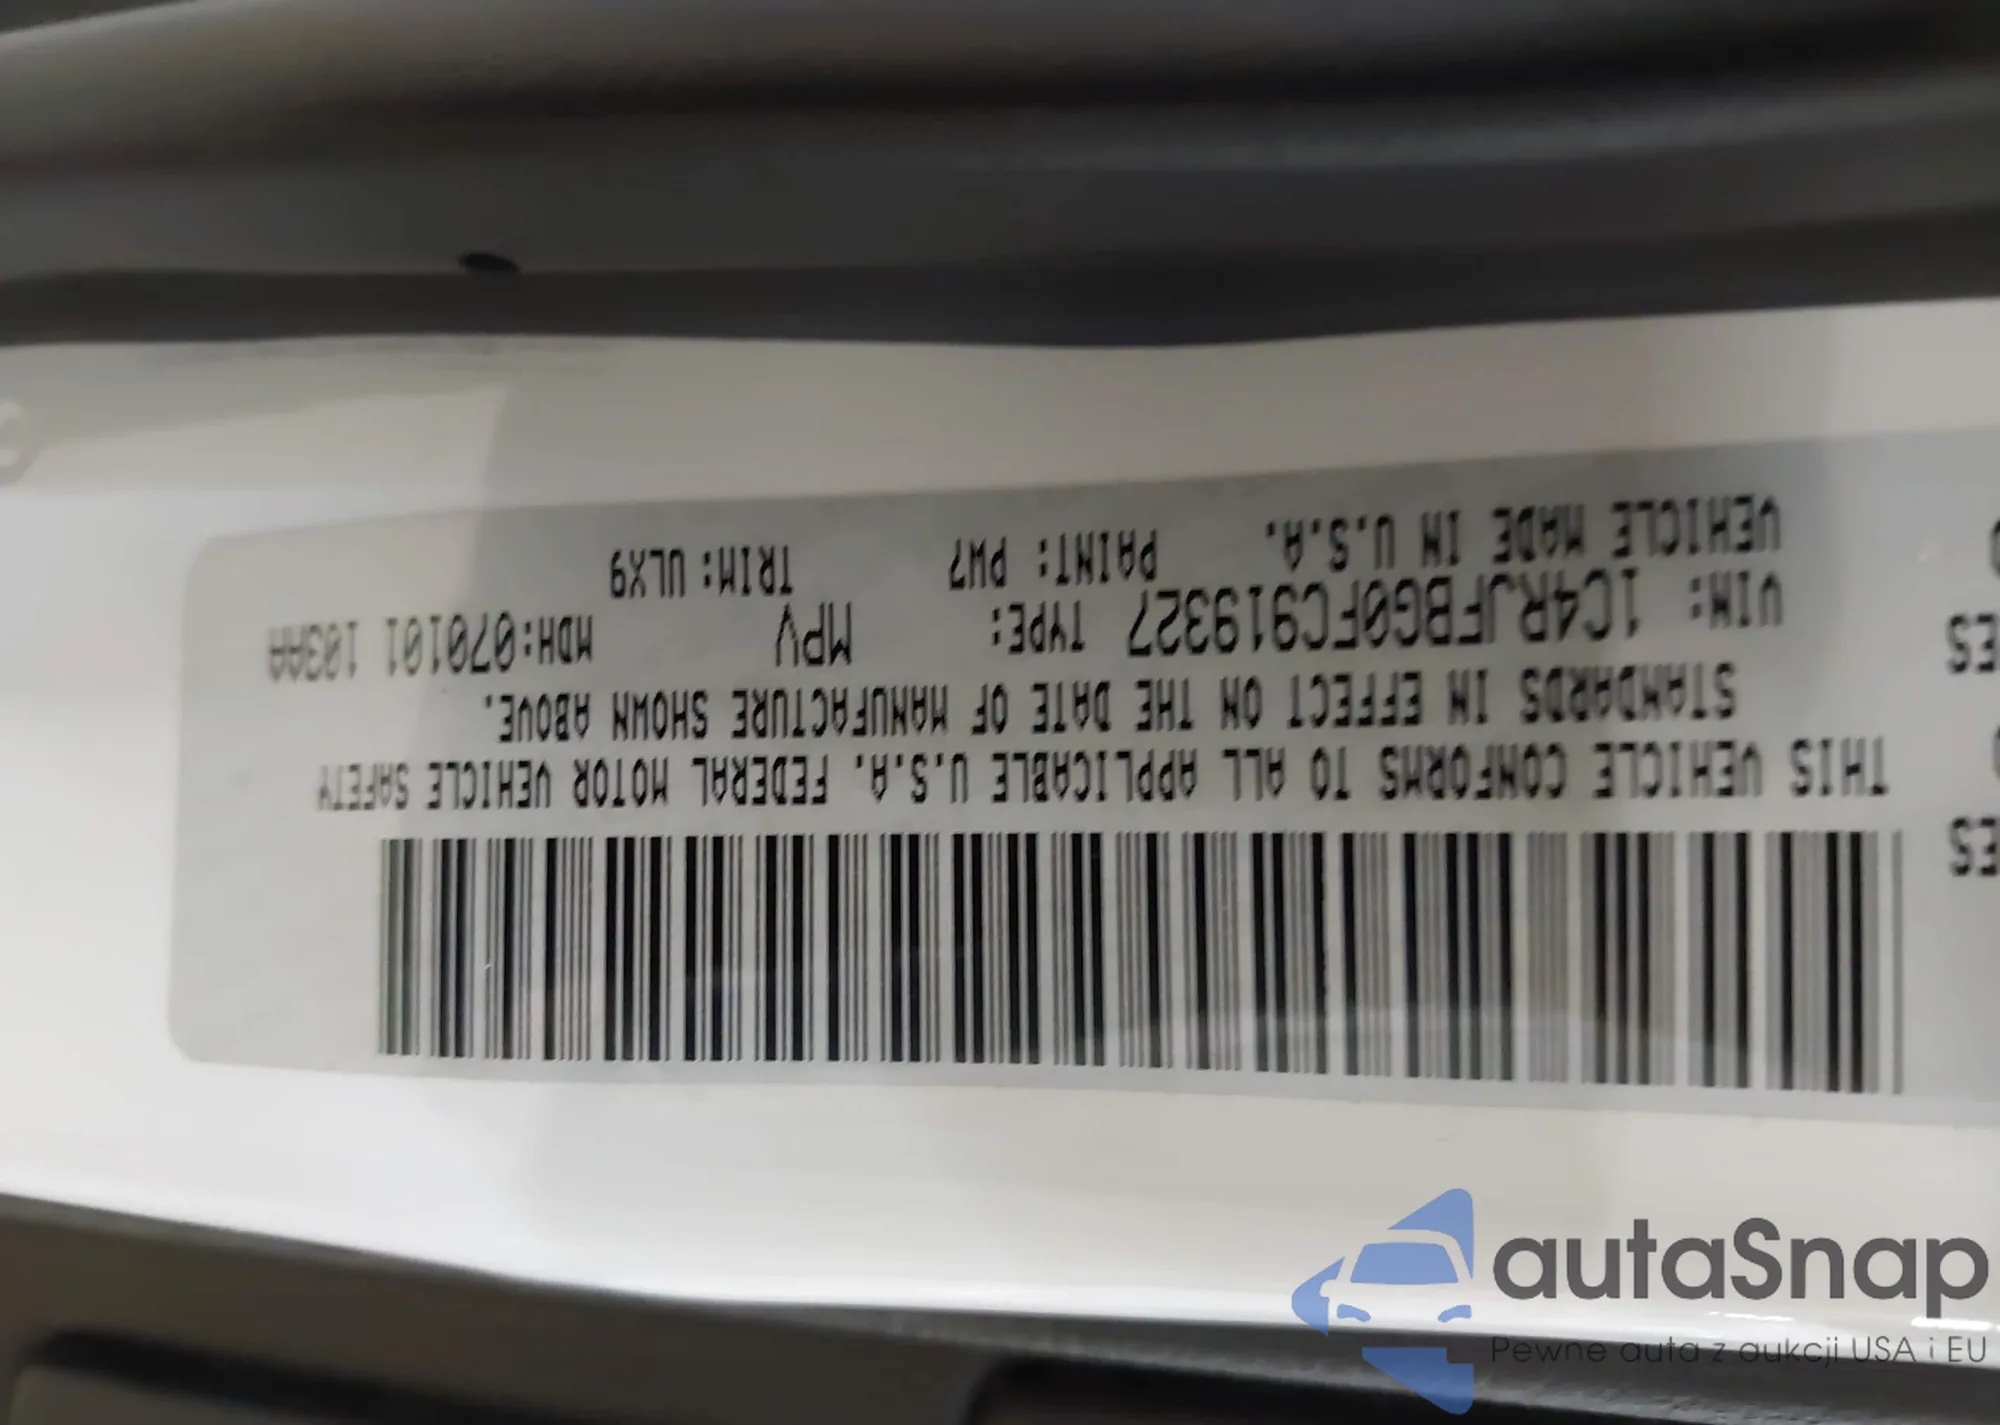 THIS VEHICLE CONFORMS TO ALL APPLICABLE U.S.A. FEDERAL MOTOR VEHICLE SAFETY
STANDARDS IN EFFECT ON THE DATE OF MANUFACTURE SHOWN ABOVE.
VIN: 1C4RJFBG0FC919327 TYPE: MPV MDH:070101 103AA
VEHICLE MADE IN U.S.A. PAINT: PW7 TRIM:ULX9
autaSnap
Pewne auta z aukcji USA i EU